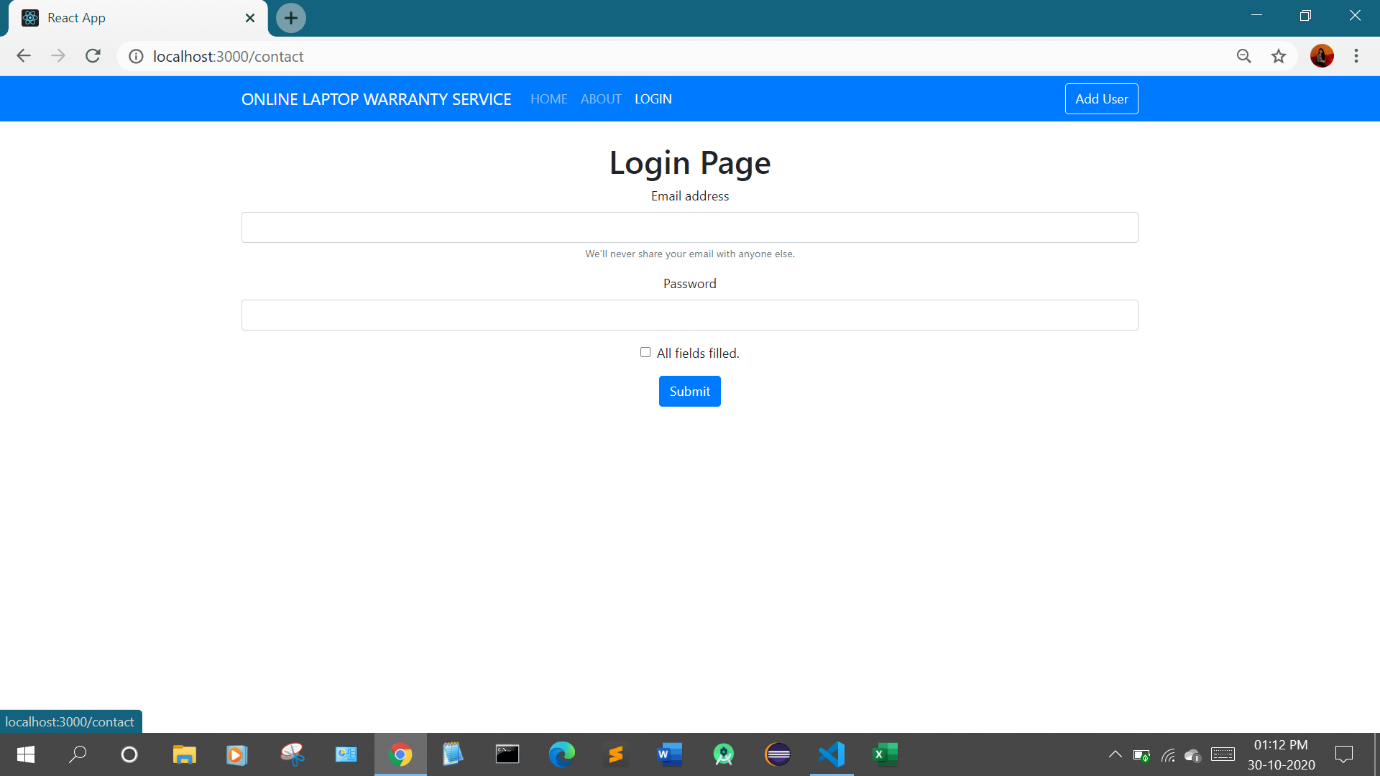 React App
localhost:3000/contact
ONLINE LAPTOP WARRANTY SERVICE HOME ABOUT LOGIN Add User
Login Page
Email address
We'll never share your email with anyone else.
Password
All fields filled.
Submit
localhost:3000/contact
01:12 PM
30-10-2020